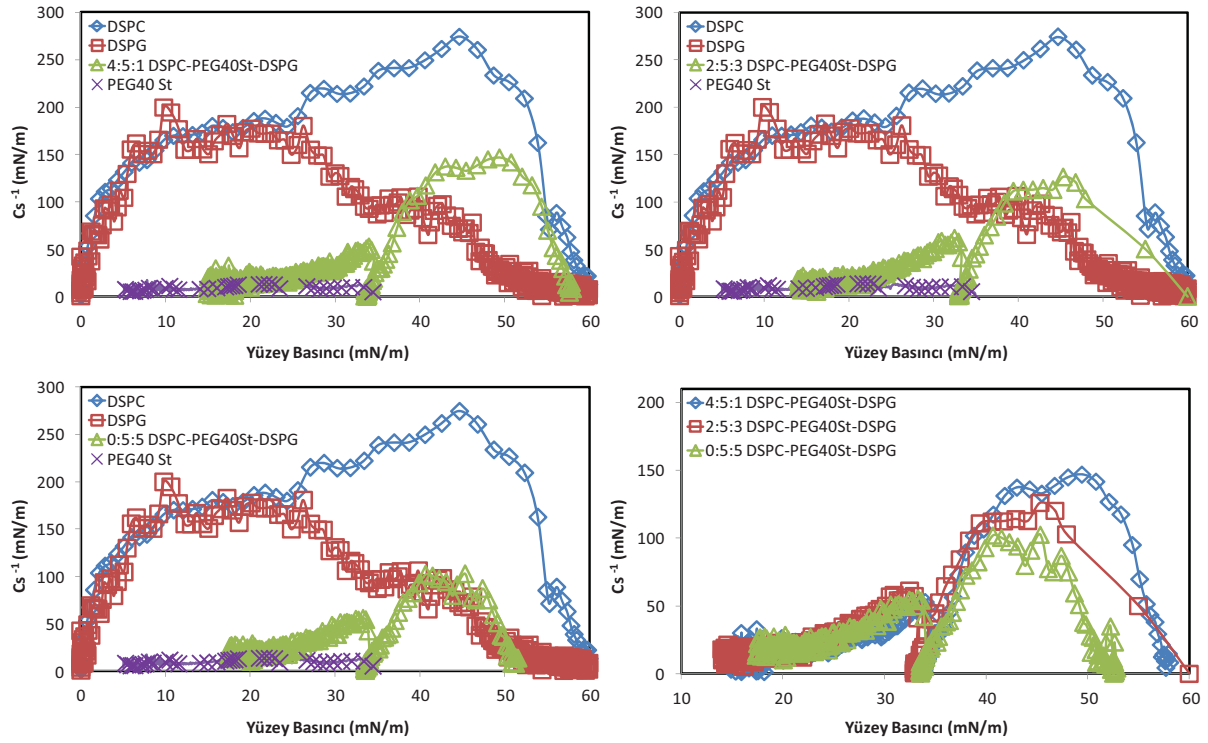 300
250
200
150
100
50
0
Cs⁻¹ (mN/m)
DSPC
DSPG
4:5:1 DSPC-PEG40St-DSPG
PEG40 St
0 10 20 30 40 50 60
Yüzey Basıncı (mN/m)
300
250
200
150
100
50
0
Cs⁻¹ (mN/m)
DSPC
DSPG
2:5:3 DSPC-PEG40St-DSPG
PEG40 St
0 10 20 30 40 50 60
Yüzey Basıncı (mN/m)
300
250
200
150
100
50
0
Cs⁻¹ (mN/m)
DSPC
DSPG
0:5:5 DSPC-PEG40St-DSPG
PEG40 St
0 10 20 30 40 50 60
Yüzey Basıncı (mN/m)
200
150
100
50
0
Cs⁻¹ (mN/m)
4:5:1 DSPC-PEG40St-DSPG
2:5:3 DSPC-PEG40St-DSPG
0:5:5 DSPC-PEG40St-DSPG
10 20 30 40 50 60
Yüzey Basıncı (mN/m)